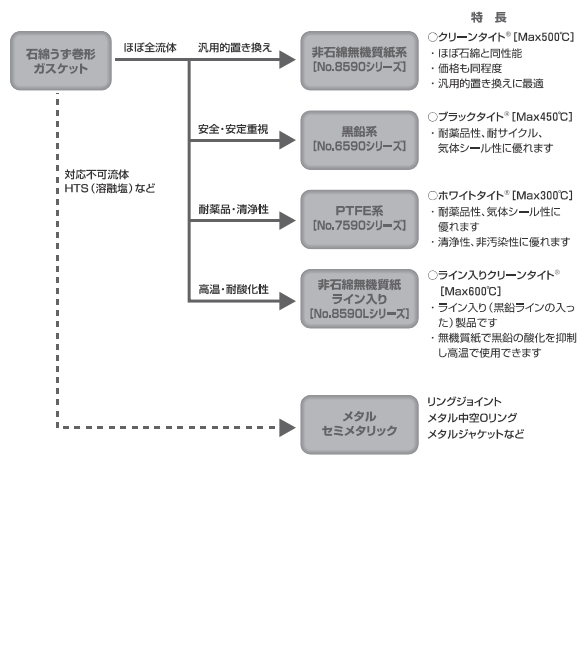 特　長
石綿うず巻形
ガスケット
ほぼ全流体
汎用的置き換え
非石綿無機質紙系
[No.8590シリーズ]
○クリーンタイト® [Max500℃]
・ほぼ石綿と同性能
・価格も同程度
・汎用的置き換えに最適
安全・安定重視
黒鉛系
[No.6590シリーズ]
○ブラックタイト® [Max450℃]
・耐薬品性、耐サイクル、
気体シール性に優れます
対応不可流体
HTS（溶融塩）など
耐薬品・清浄性
PTFE系
[No.7590シリーズ]
○ホワイトタイト® [Max300℃]
・耐薬品性、気体シール性に
優れます
・清浄性、非汚染性に優れます
高温・耐酸化性
非石綿無機質紙
ライン入り
[No.8590Lシリーズ]
○ライン入りクリーンタイト®
[Max600℃]
・ライン入り（黒鉛ラインの入っ
た）製品です
・無機質紙で黒鉛の酸化を抑制
し高温で使用できます
メタル
セミメタリック
リングジョイント
メタル中空Oリング
メタルジャケットなど